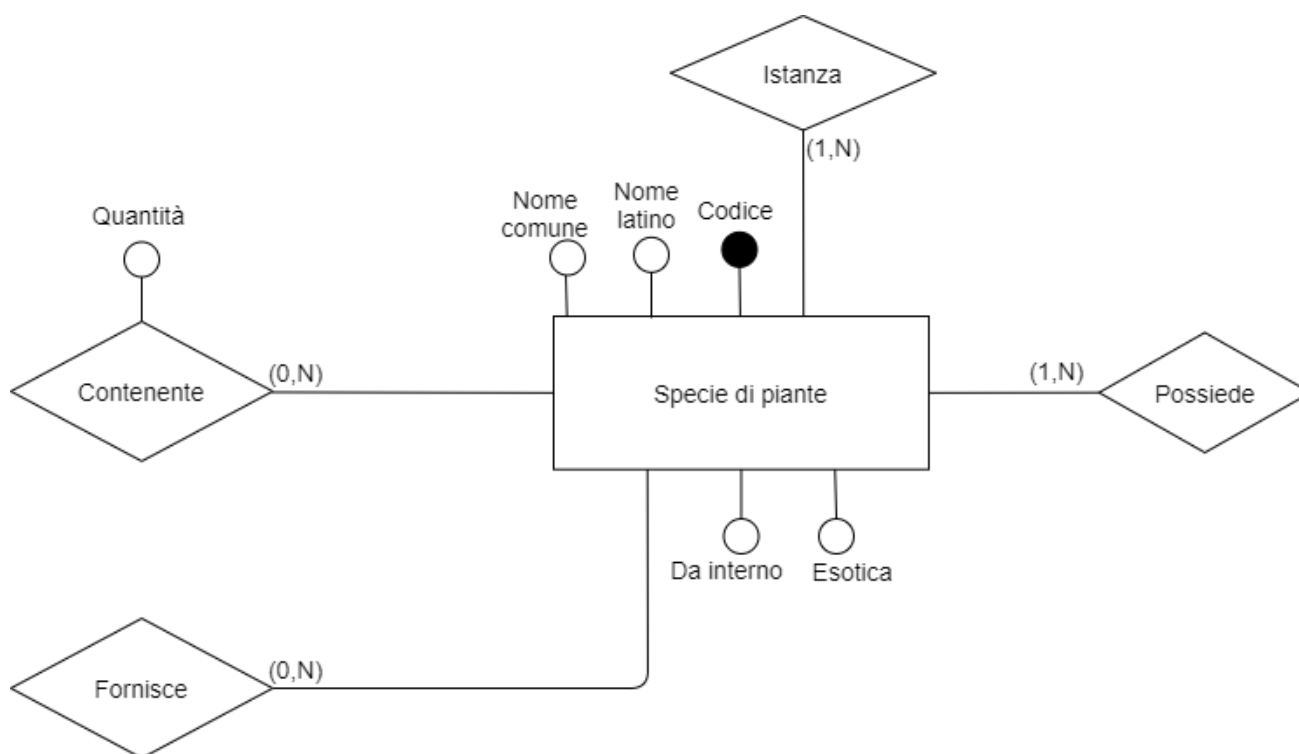 Istanza
(1,N)
Nome
comune
Nome
latino
Codice
Quantità
Contenente
(0,N)
Specie di piante
(1,N)
Possiede
Da interno
Esotica
Fornisce
(0,N)